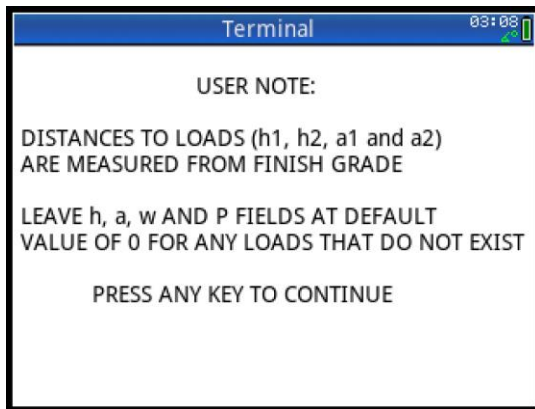 Terminal
03:08
USER NOTE:
DISTANCES TO LOADS (h1, h2, a1 and a2)
ARE MEASURED FROM FINISH GRADE
LEAVE h, a, w AND P FIELDS AT DEFAULT
VALUE OF 0 FOR ANY LOADS THAT DO NOT EXIST
PRESS ANY KEY TO CONTINUE